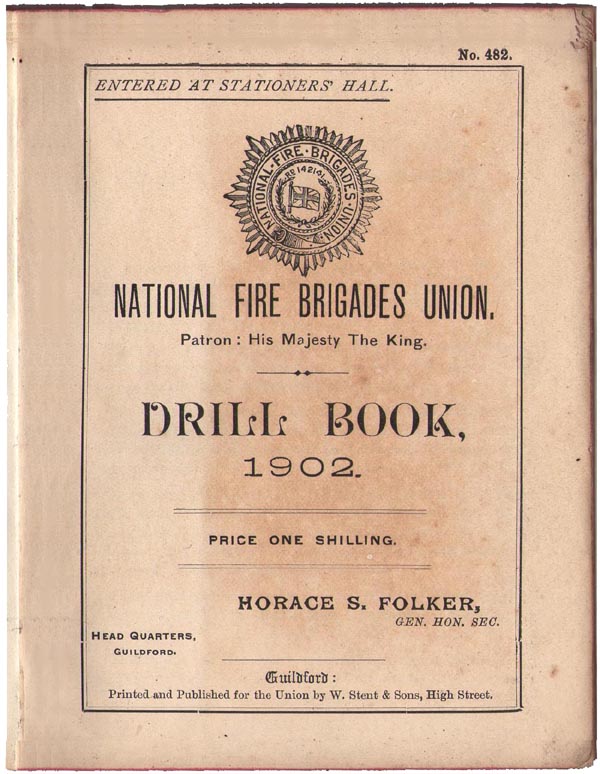 No. 482.
ENTERED AT STATIONERS' HALL.
NATIONAL · FIRE · BRIGADES · UNION
NATIONAL FIRE BRIGADES UNION.
Patron : His Majesty The King.
DRILL BOOK,
1902.
PRICE ONE SHILLING.
HORACE S. FOLKER,
GEN. HON. SEC.
HEAD QUARTERS,
GUILDFORD.
Guildford :
Printed and Published for the Union by W. Stent & Sons, High Street.